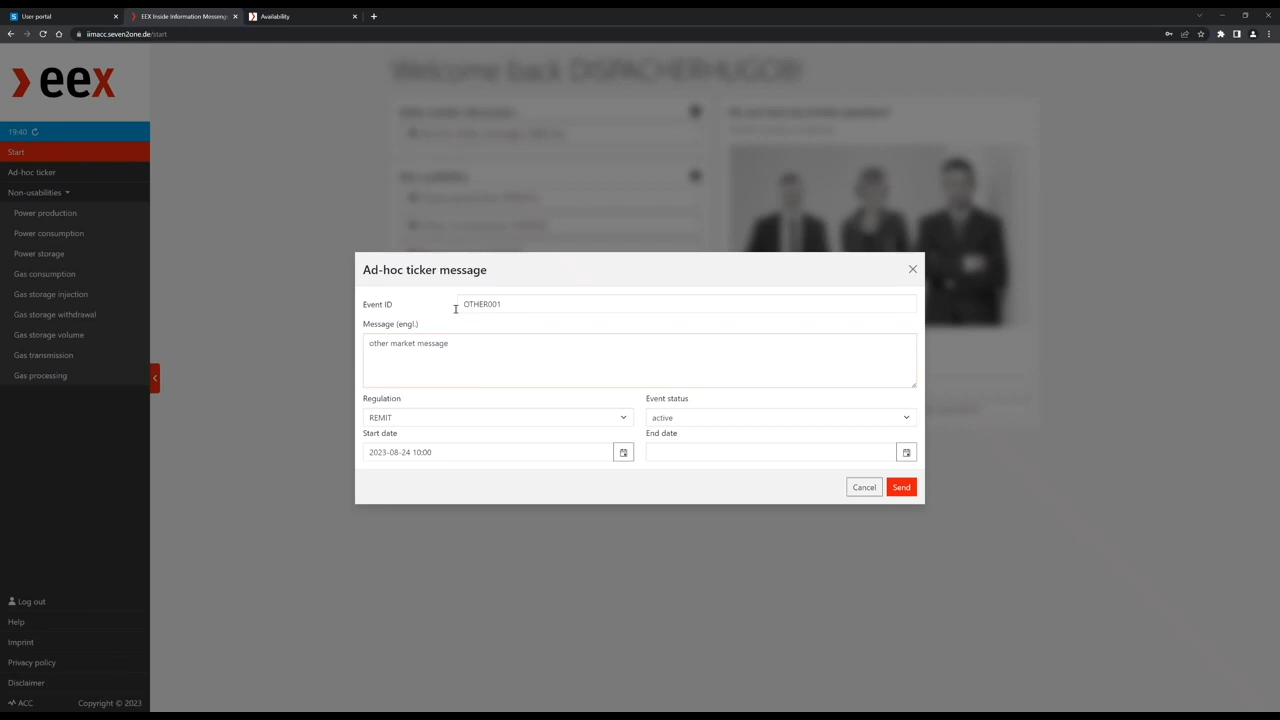 User portal
EEX Inside Information Messeng
Availability
iimacc.seven2one.de/start
eex
19:40
Start
Ad-hoc ticker
Non-usabilities
Power production
Power consumption
Power storage
Gas consumption
Gas storage injection
Gas storage withdrawal
Gas storage volume
Gas transmission
Gas processing
Log out
Help
Imprint
Privacy policy
Disclaimer
ACC Copyright © 2023
Welcome back DISPACHERHUGOB!
Ad-hoc ticker message
Event ID OTHER001
Message (engl.)
other market message
Regulation Event status
REMIT active
Start date End date
2023-08-24 10:00
Cancel Send